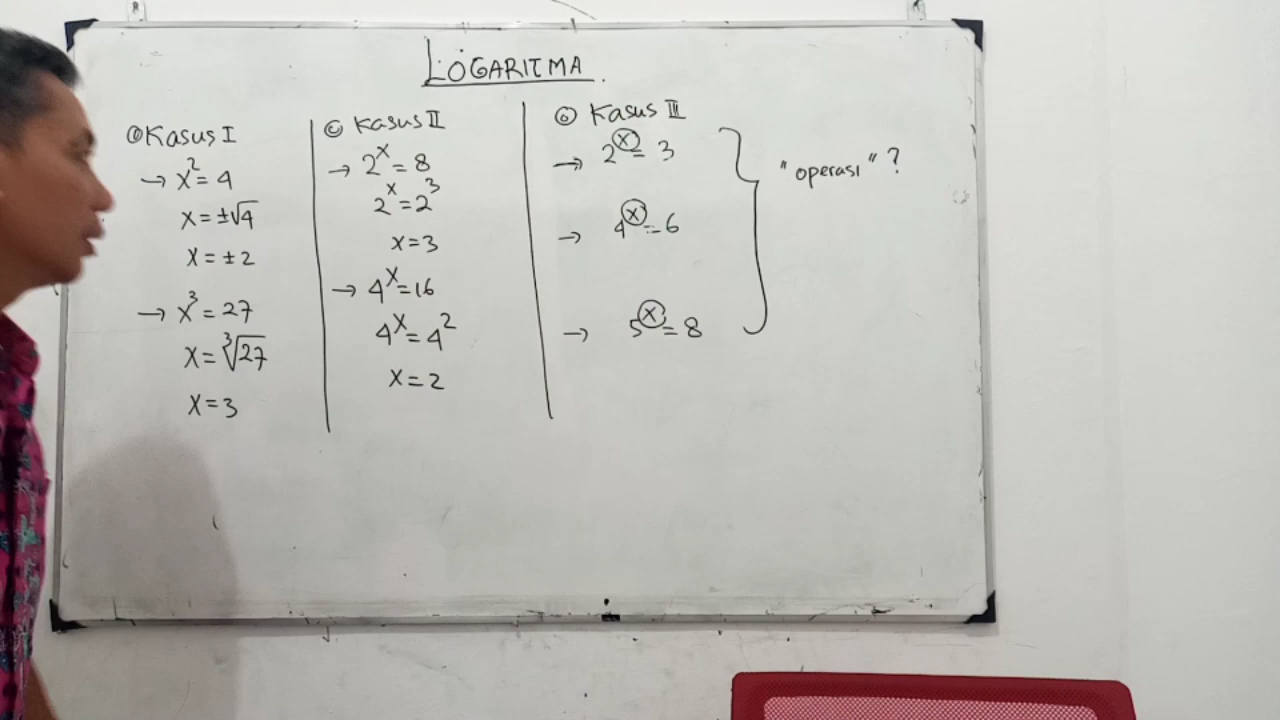 LOGARITMA.
⊙ Kasus I
→ x² = 4
x = ±√4
x = ± 2
→ x³ = 27
x = ³√27
x = 3
⊙ Kasus II
→ 2ˣ = 8
2ˣ = 2³
x = 3
→ 4ˣ = 16
4ˣ = 4²
x = 2
⊙ Kasus III
→ 2ˣ = 3
→ 4ˣ = 6
→ 5ˣ = 8
"operasi" ?